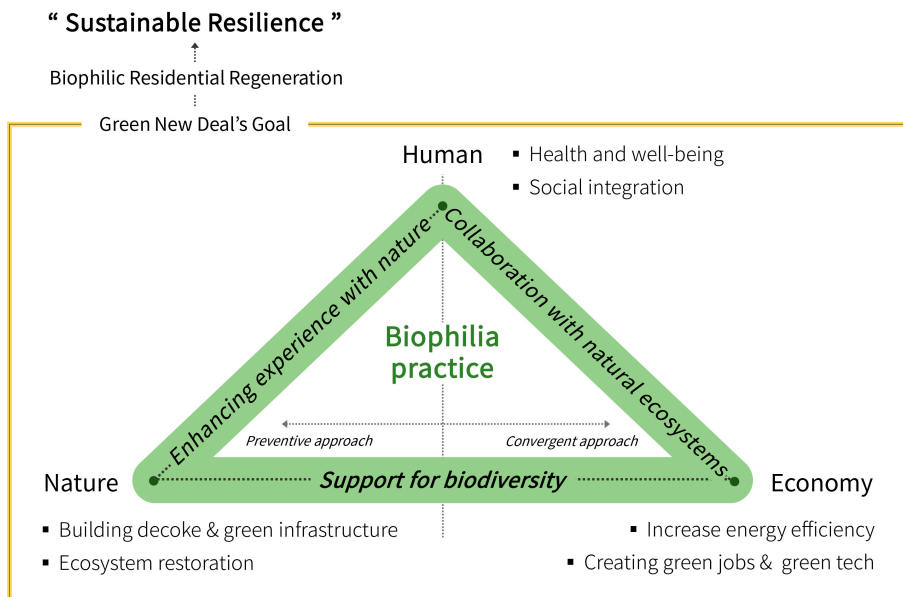 “ Sustainable Resilience ”
Biophilic Residential Regeneration
Green New Deal’s Goal
Human
▪ Health and well-being
▪ Social integration
Enhancing experience with nature
Collaboration with natural ecosystems
Biophilia
practice
Preventive approach
Convergent approach
Support for biodiversity
Nature
▪ Building decoke & green infrastructure
▪ Ecosystem restoration
Economy
▪ Increase energy efficiency
▪ Creating green jobs & green tech